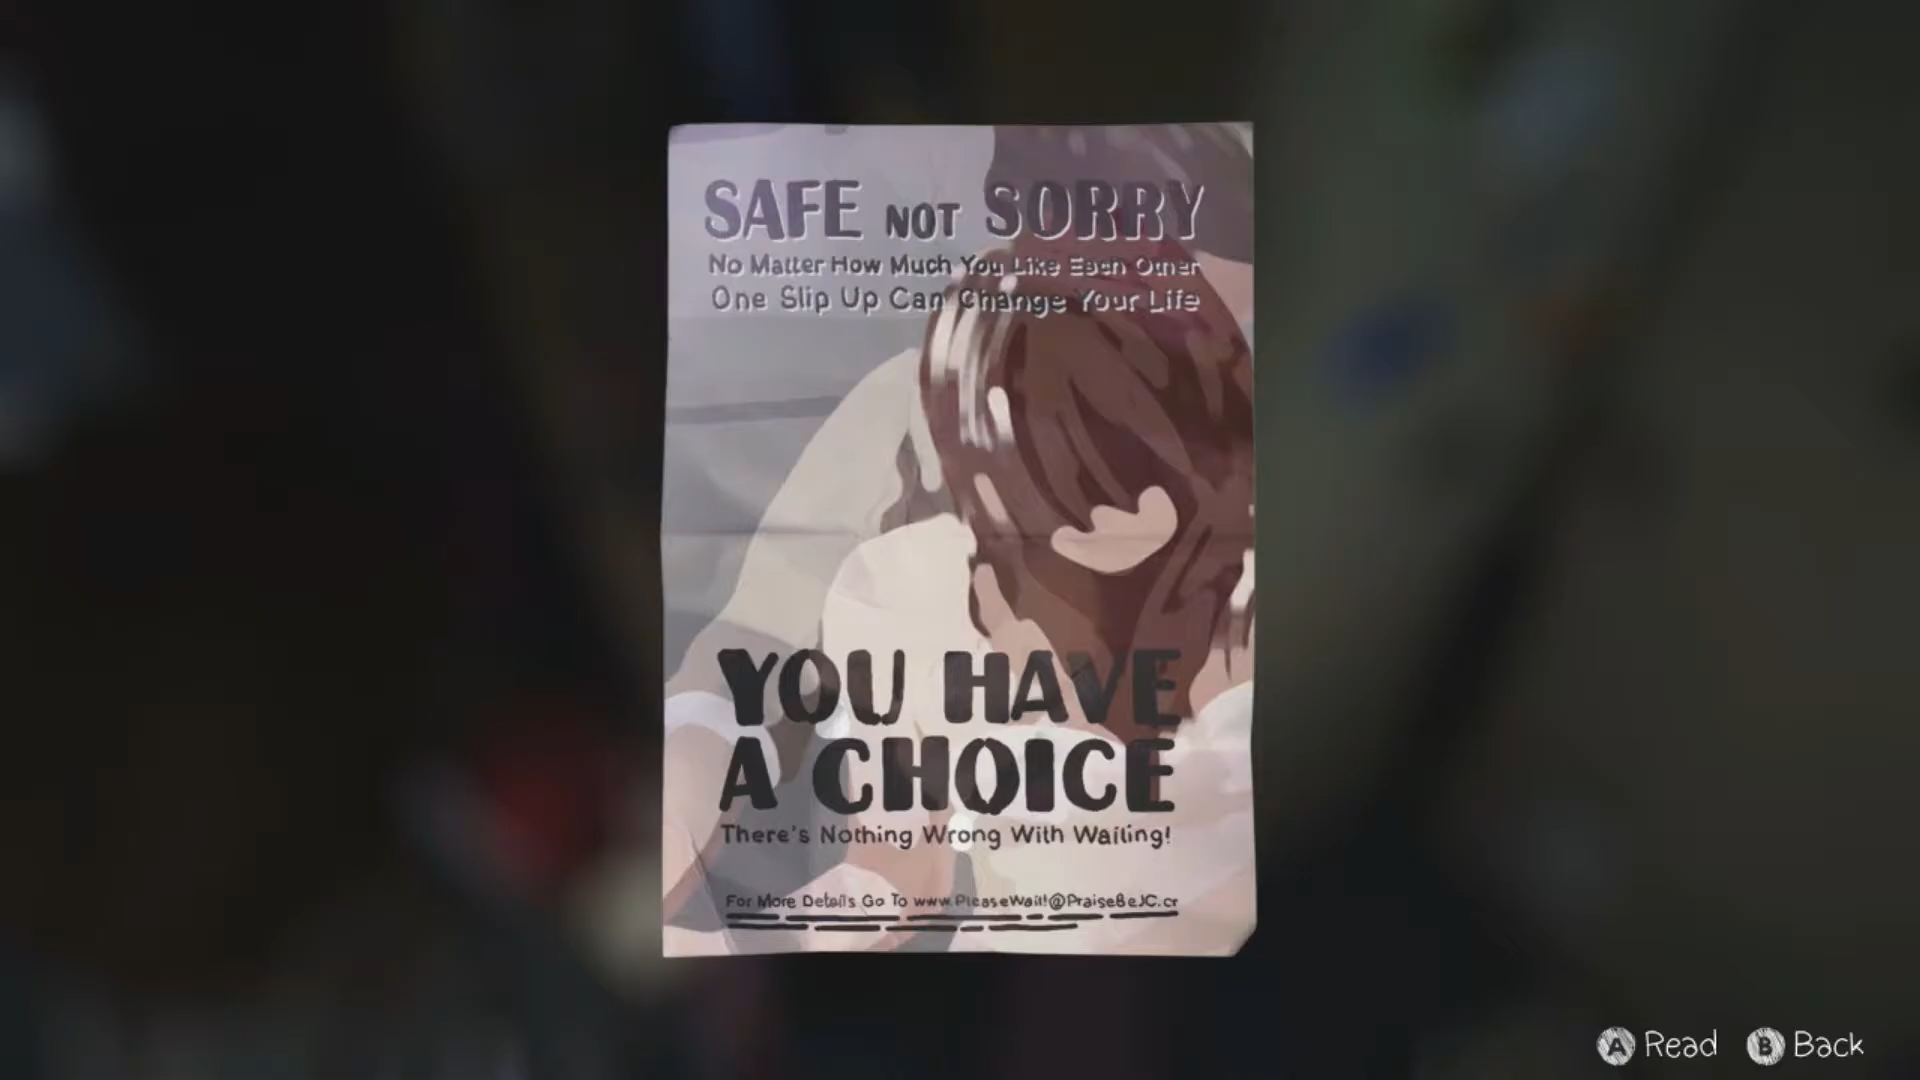 SAFE NOT SORRY
No Matter How Much You Like Each Other
One Slip Up Can Change Your Life
YOU HAVE
A CHOICE
There's Nothing Wrong With Waiting!
For More Details Go To www.PleaseWait!@PraiseBeJC.cr
A Read B Back